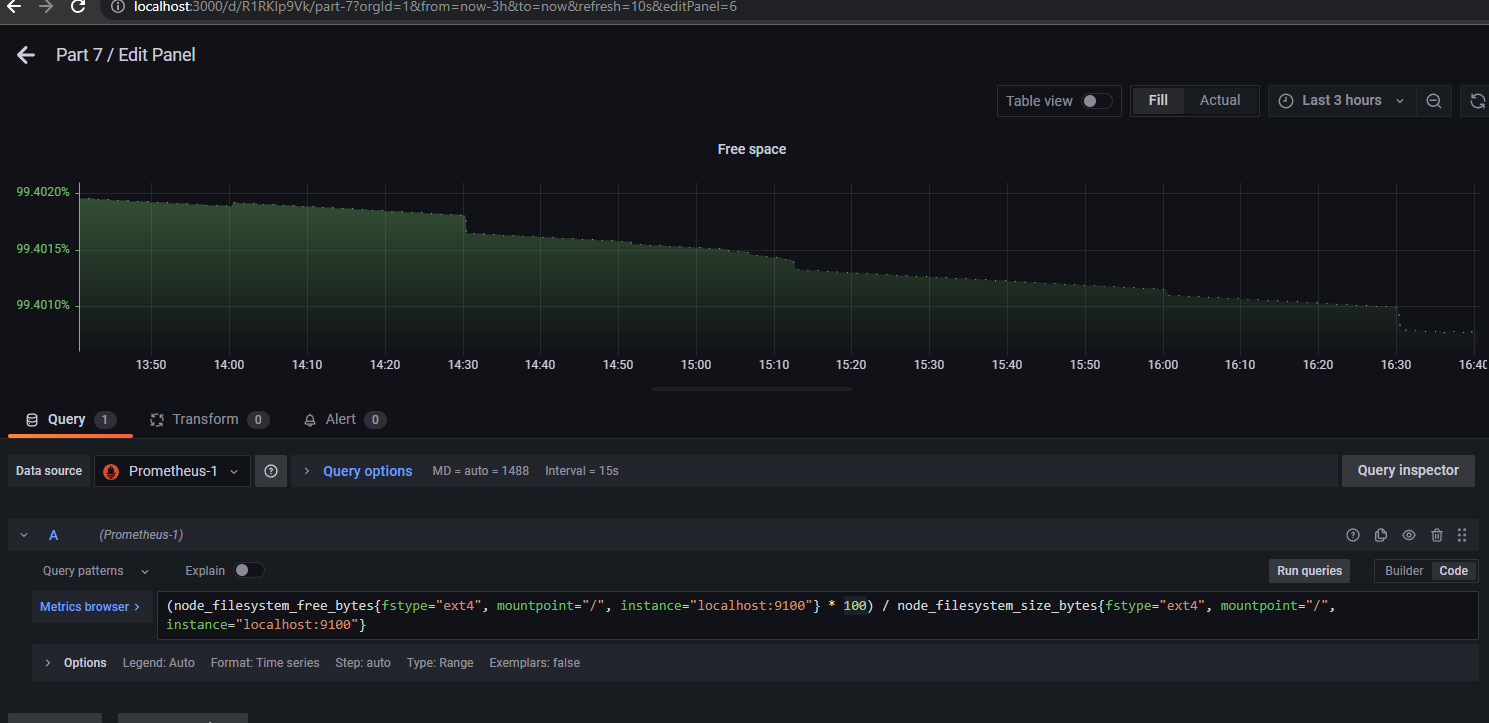 localhost:3000/d/R1RKlp9Vk/part-7?orgId=1&from=now-3h&to=now&refresh=10s&editPanel=6
Part 7 / Edit Panel
Table view Fill Actual Last 3 hours
Free space
99.4020%
99.4015%
99.4010%
13:50 14:00 14:10 14:20 14:30 14:40 14:50 15:00 15:10 15:20 15:30 15:40 15:50 16:00 16:10 16:20 16:30 16:40
Query 1 Transform 0 Alert 0
Data source Prometheus-1 Query options MD = auto = 1488 Interval = 15s Query inspector
A (Prometheus-1)
Query patterns Explain Run queries Builder Code
Metrics browser > (node_filesystem_free_bytes{fstype="ext4", mountpoint="/", instance="localhost:9100"} * 100) / node_filesystem_size_bytes{fstype="ext4", mountpoint="/",
instance="localhost:9100"}
Options Legend: Auto Format: Time series Step: auto Type: Range Exemplars: false